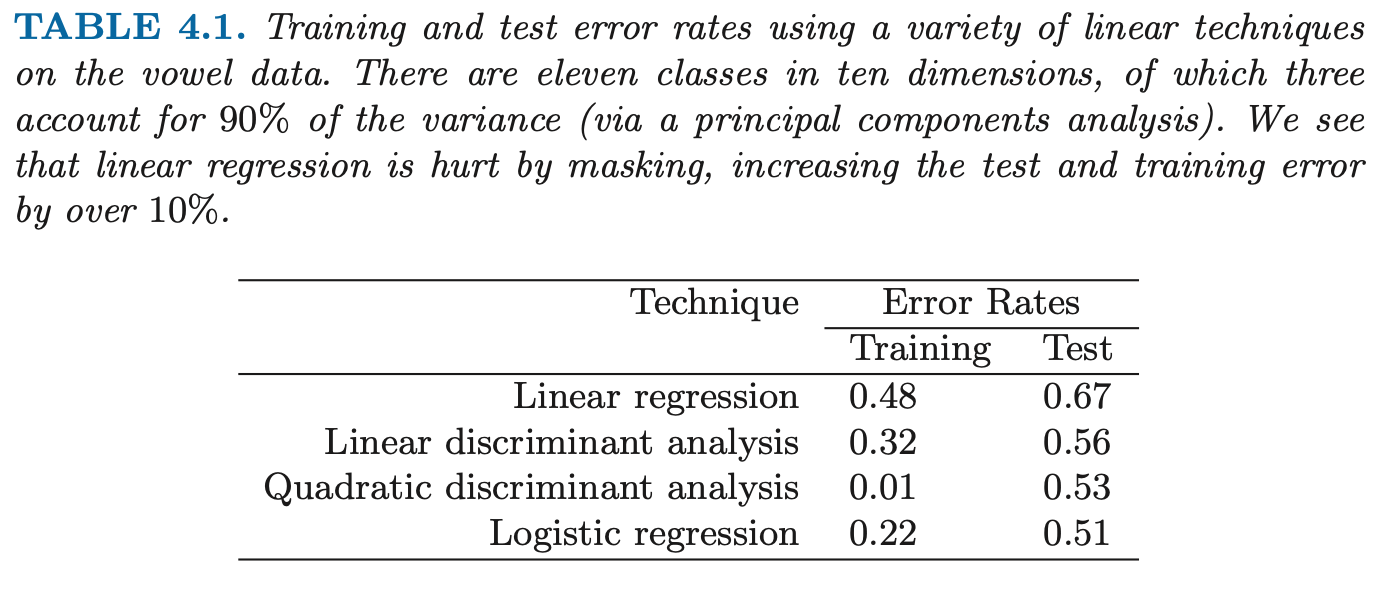 TABLE 4.1. Training and test error rates using a variety of linear techniques
on the vowel data. There are eleven classes in ten dimensions, of which three
account for 90% of the variance (via a principal components analysis). We see
that linear regression is hurt by masking, increasing the test and training error
by over 10%.
Technique Error Rates
Training Test
Linear regression 0.48 0.67
Linear discriminant analysis 0.32 0.56
Quadratic discriminant analysis 0.01 0.53
Logistic regression 0.22 0.51